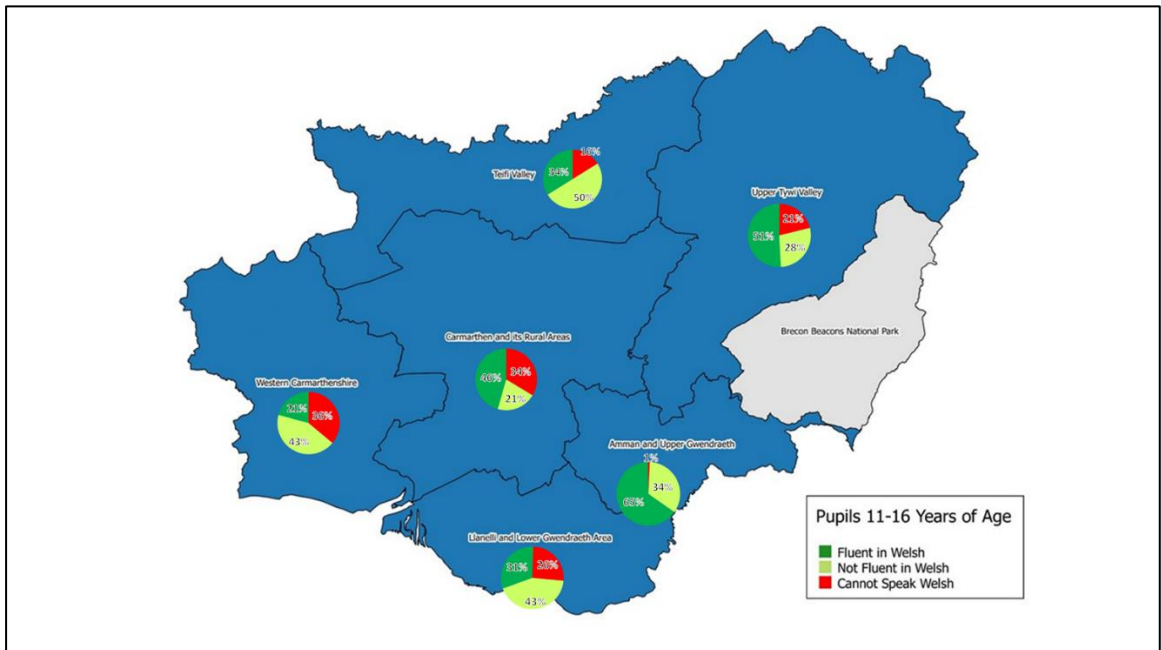 Teifi Valley
16%
34%
50%
Upper Tywi Valley
21%
51%
28%
Brecon Beacons National Park
Carmarthen and its Rural Areas
34%
46%
21%
Western Carmarthenshire
21%
36%
43%
Amman and Upper Gwendraeth
1%
34%
65%
Llanelli and Lower Gwendraeth Area
26%
31%
43%
Pupils 11-16 Years of Age
Fluent in Welsh
Not Fluent in Welsh
Cannot Speak Welsh